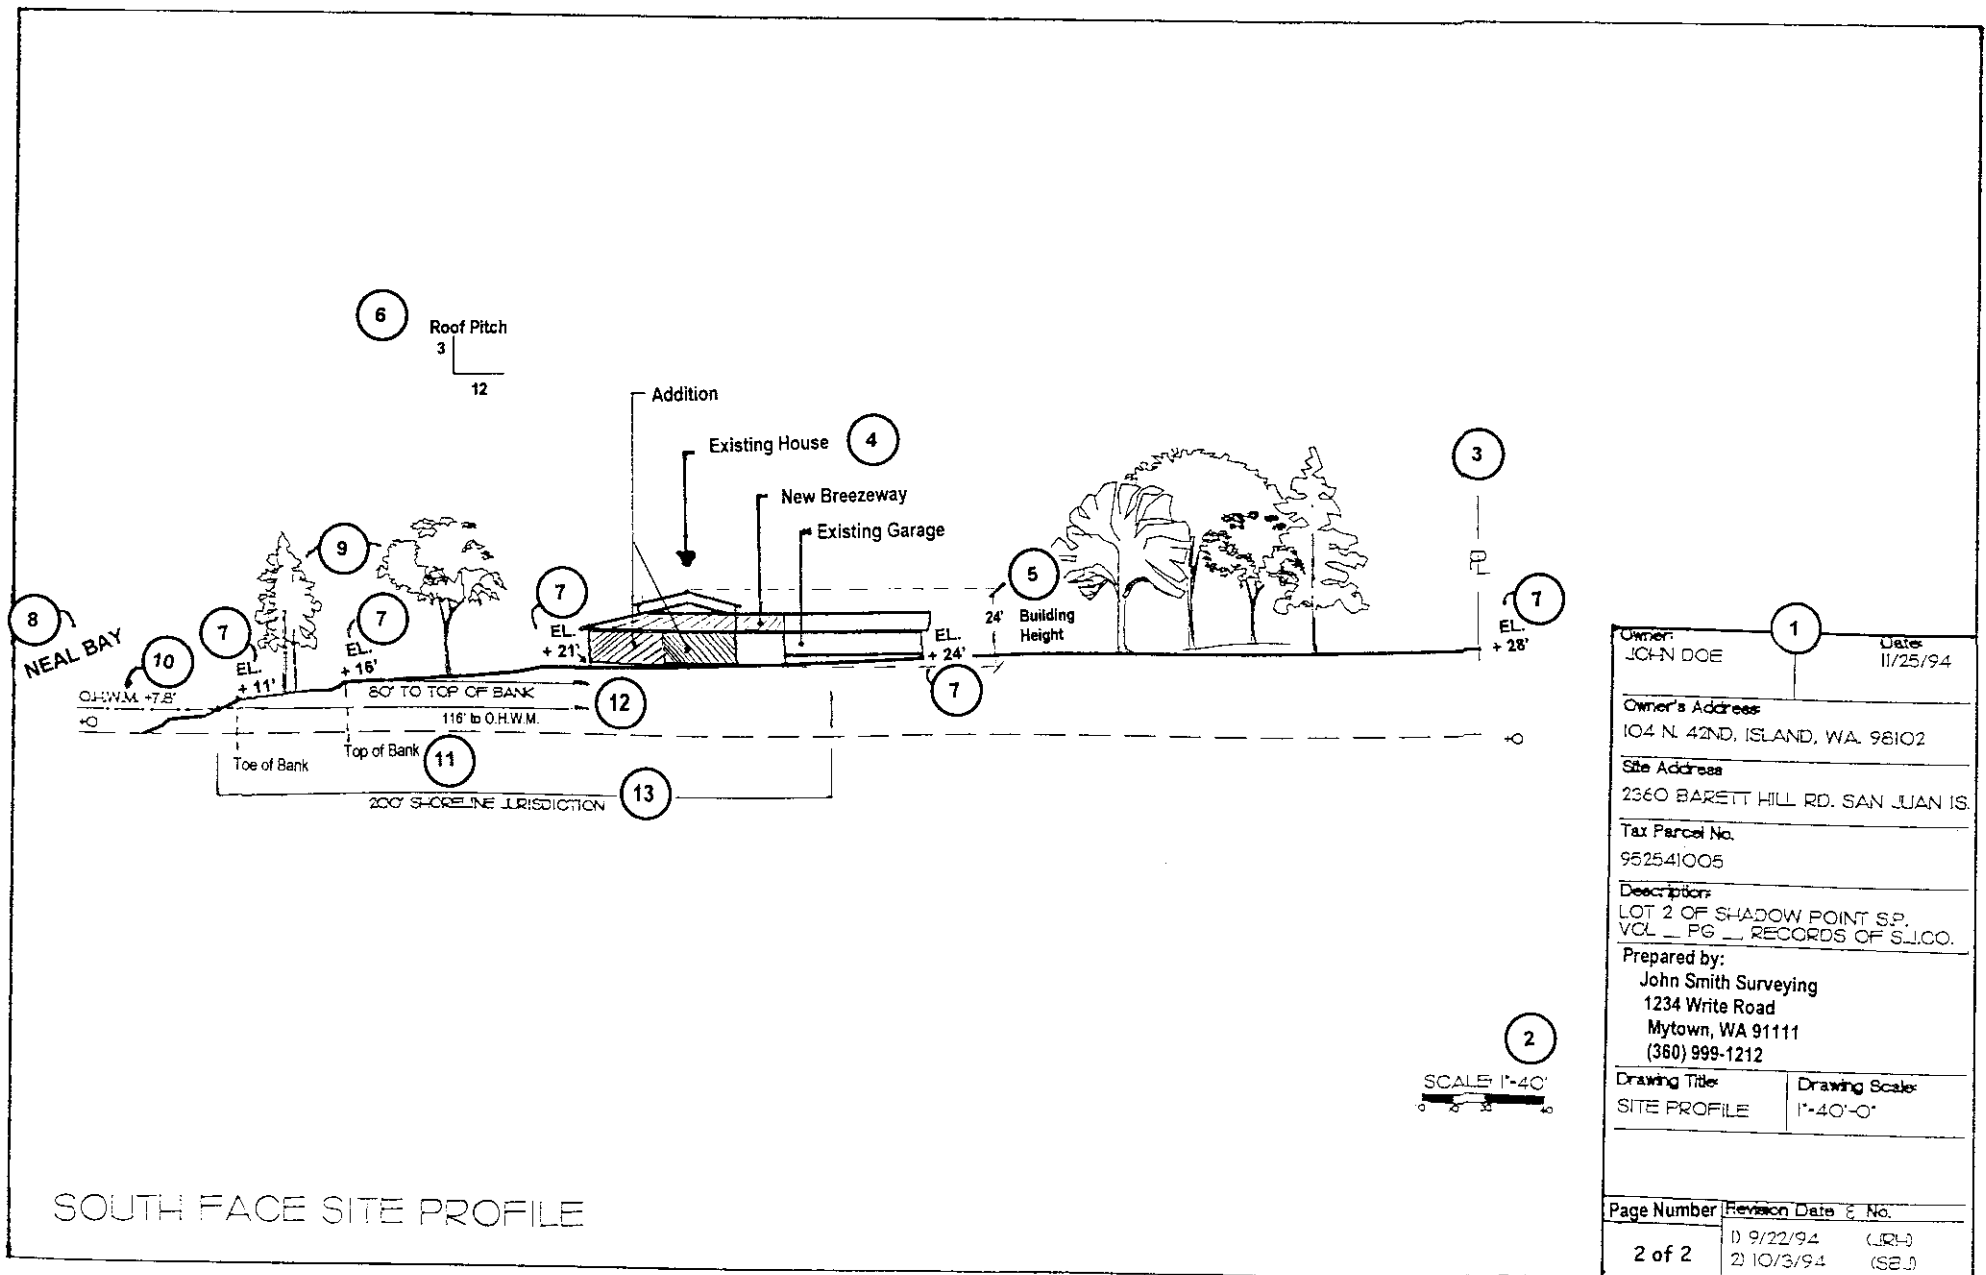 6
Roof Pitch
3
12
Addition
Existing House
4
New Breezeway
Existing Garage
3
9
5
24'
Building
Height
PL
7
EL.
+ 28'
8
NEAL BAY
7
EL.
+ 11'
7
EL.
+ 16'
7
EL.
+ 21'
EL.
+ 24'
7
10
O.H.W.M. +7.8'
+0
80' TO TOP OF BANK
116' to O.H.W.M.
12
Toe of Bank
Top of Bank
11
+0
200' SHORELINE JURISDICTION
13
2
SCALE: 1"-40'
0
40
SOUTH FACE SITE PROFILE
1
Owner:
JOHN DOE
Date:
11/25/94
Owner's Address
104 N. 42ND, ISLAND, WA. 98102
Site Address
2360 BARETT HILL RD. SAN JUAN IS.
Tax Parcel No.
952541005
Description:
LOT 2 OF SHADOW POINT S.P.
VOL __ PG __, RECORDS OF S.J.CO.
Prepared by:
John Smith Surveying
1234 Write Road
Mytown, WA 91111
(360) 999-1212
Drawing Title:
SITE PROFILE
Drawing Scale:
1"-40'-0"
Page Number
2 of 2
Revision Date & No.
1) 9/22/94 (JRH)
2) 10/3/94 (SBJ)